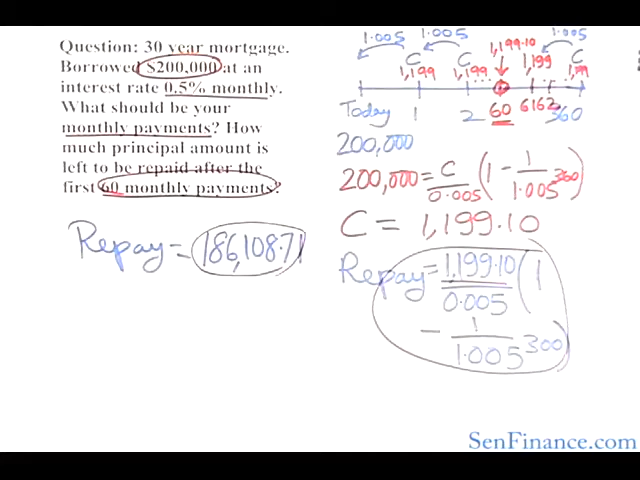 Question: 30 year mortgage.
Borrowed $200,000 at an
interest rate 0.5% monthly.
What should be your
monthly payments? How
much principal amount is
left to be repaid after the
first 60 monthly payments?
Repay = 186,108.71
1.005 1.005 1,199.10 1.005
C C C
1,199 1,199... 1,199 1,199
Today 1 2 60 61 62 360
200,000
200,000 = C/0.005 (1 - 1/1.005^360)
C = 1,199.10
Repay = 1,199.10/0.005 (1
- 1/1.005^300)
SenFinance.com